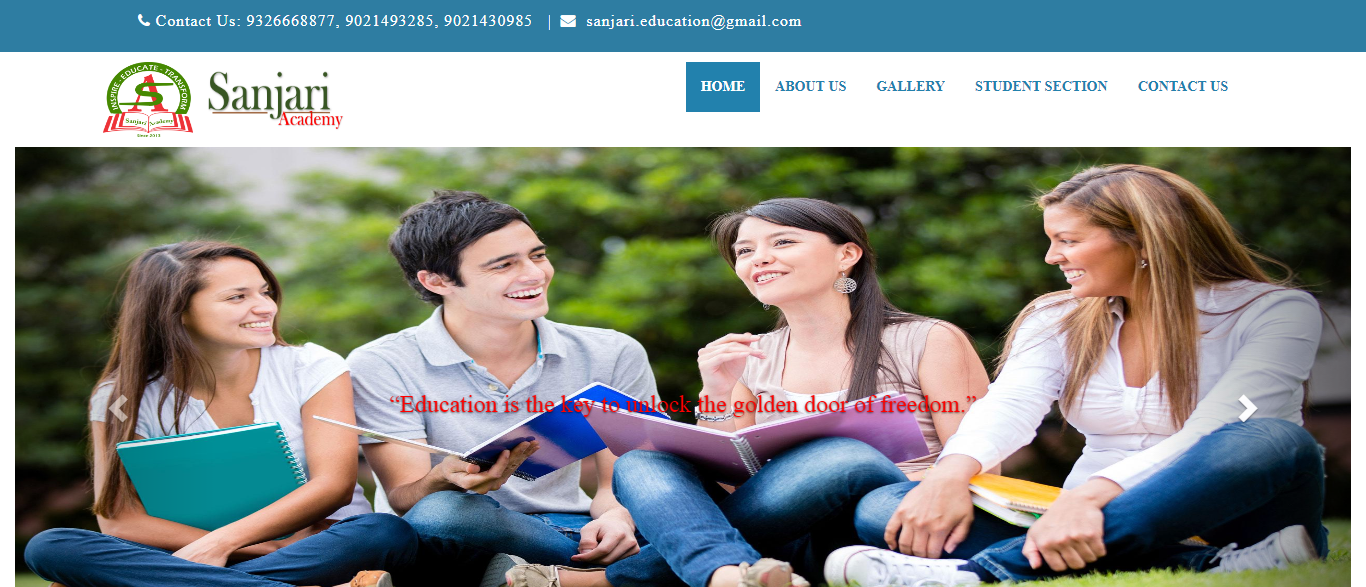 Contact Us: 9326668877, 9021493285, 9021430985 | sanjari.education@gmail.com
INSPIRE - EDUCATE - TRANSFORM
SA
Sanjari Academy
Since 2013
Sanjari
Academy
HOME ABOUT US GALLERY STUDENT SECTION CONTACT US
“Education is the key to unlock the golden door of freedom.”